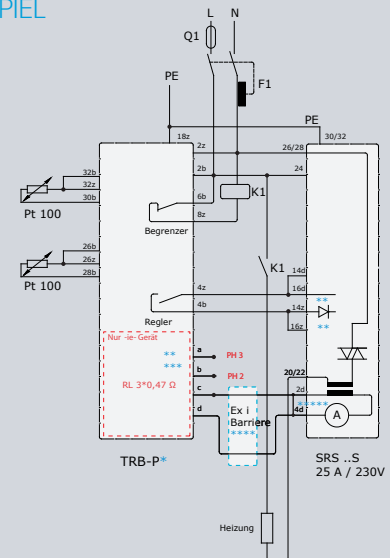 PIEL
L N
Q1
F1
PE
PE
18z
30/32
2z
26/28
2b
24
32b
32z
30b
Pt 100
6b
8z
K1
Begrenzer
26b
26z
28b
Pt 100
K1
14d
4z
16d
**
4b
14z
16z
**
Regler
Nur -ie- Gerät
**
***
RL 3*0,47 Ω
a
PH 3
b
PH 2
c
d
20/22
2d
*****
4d
A
Ex i
Barriere
****
TRB-P*
SRS ..S
25 A / 230V
Heizung